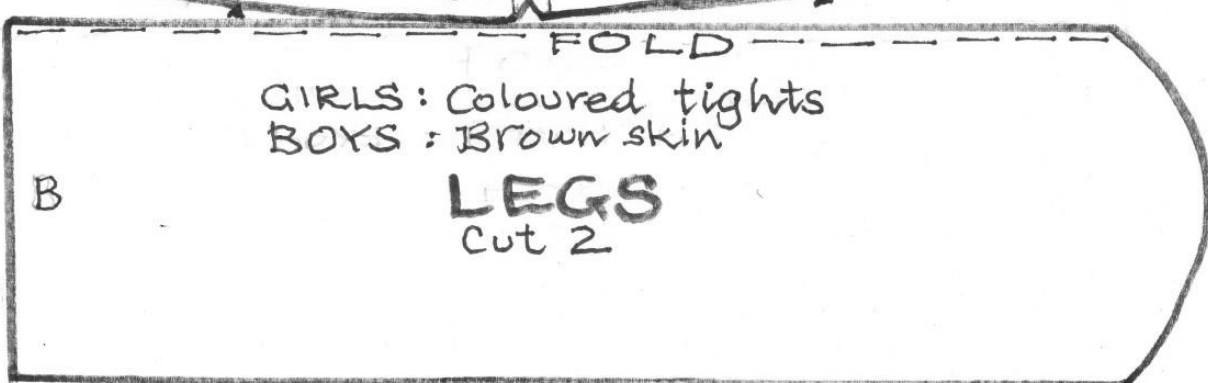 FOLD
GIRLS: Coloured tights
BOYS: Brown skin
B
LEGS
Cut 2